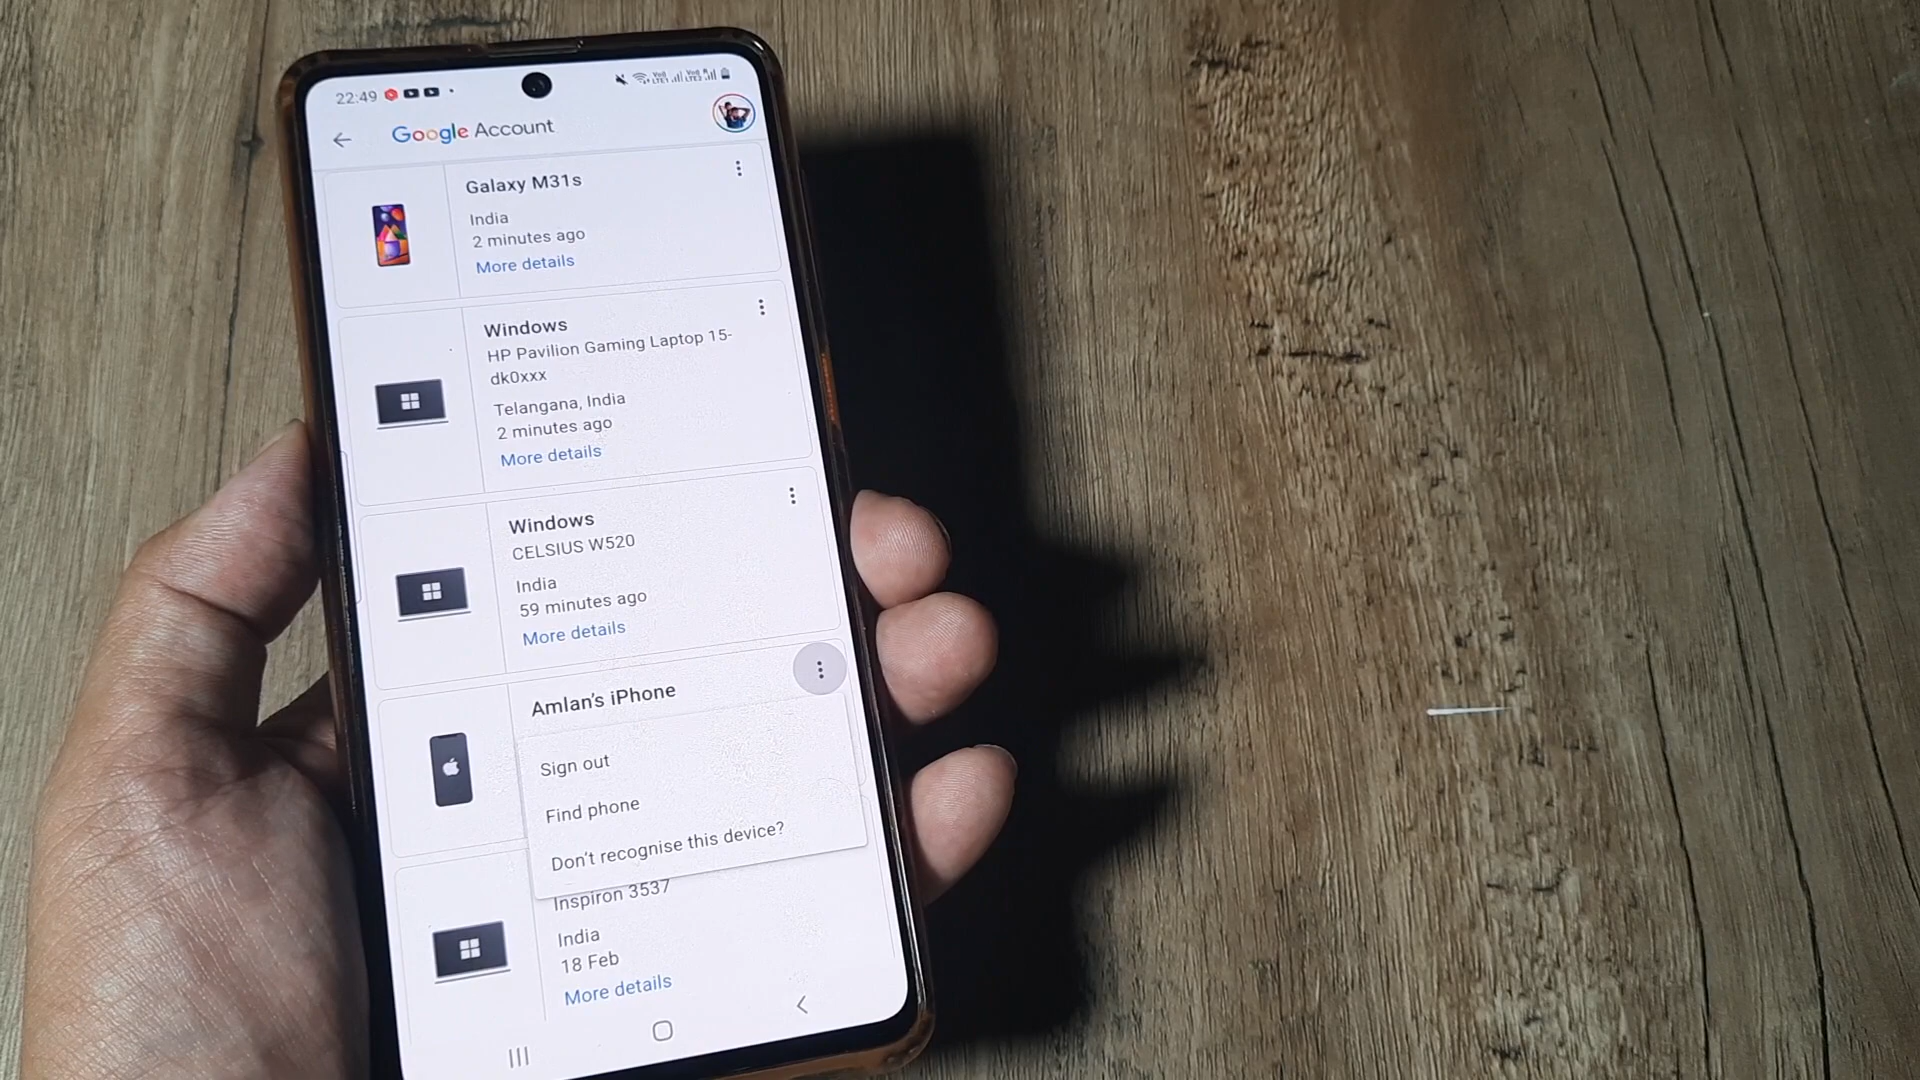 22:49
Google Account
Galaxy M31s
India
2 minutes ago
More details
Windows
HP Pavilion Gaming Laptop 15-
dk0xxx
Telangana, India
2 minutes ago
More details
Windows
CELSIUS W520
India
59 minutes ago
More details
Amlan's iPhone
Sign out
Find phone
Don't recognise this device?
Inspiron 3537
India
18 Feb
More details